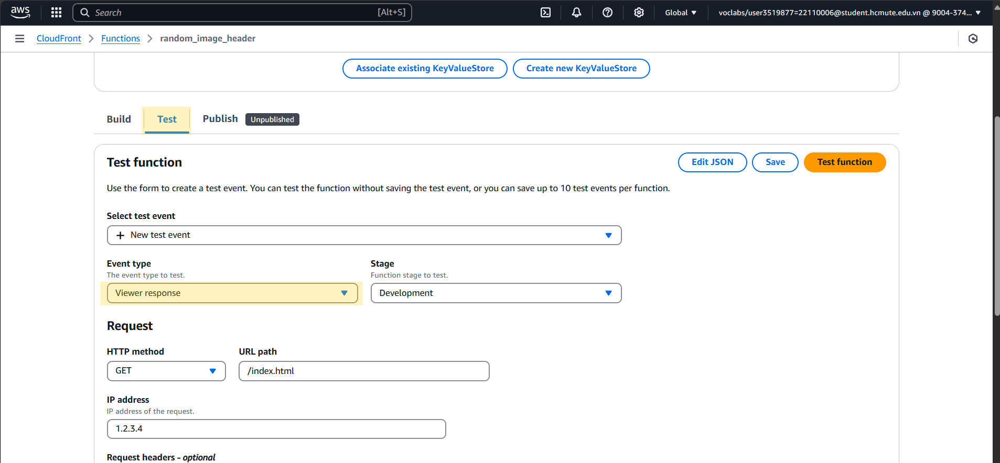 aws Search [Alt+S] Global voclabs/user3519877=22110006@student.hcmute.edu.vn @ 9004-374...
CloudFront Functions random_image_header
Associate existing KeyValueStore Create new KeyValueStore
Build Test Publish Unpublished
Test function Edit JSON Save Test function
Use the form to create a test event. You can test the function without saving the test event, or you can save up to 10 test events per function.
Select test event
New test event
Event type Stage
The event type to test. Function stage to test.
Viewer response Development
Request
HTTP method URL path
GET /index.html
IP address
IP address of the request.
1.2.3.4
Request headers - optional